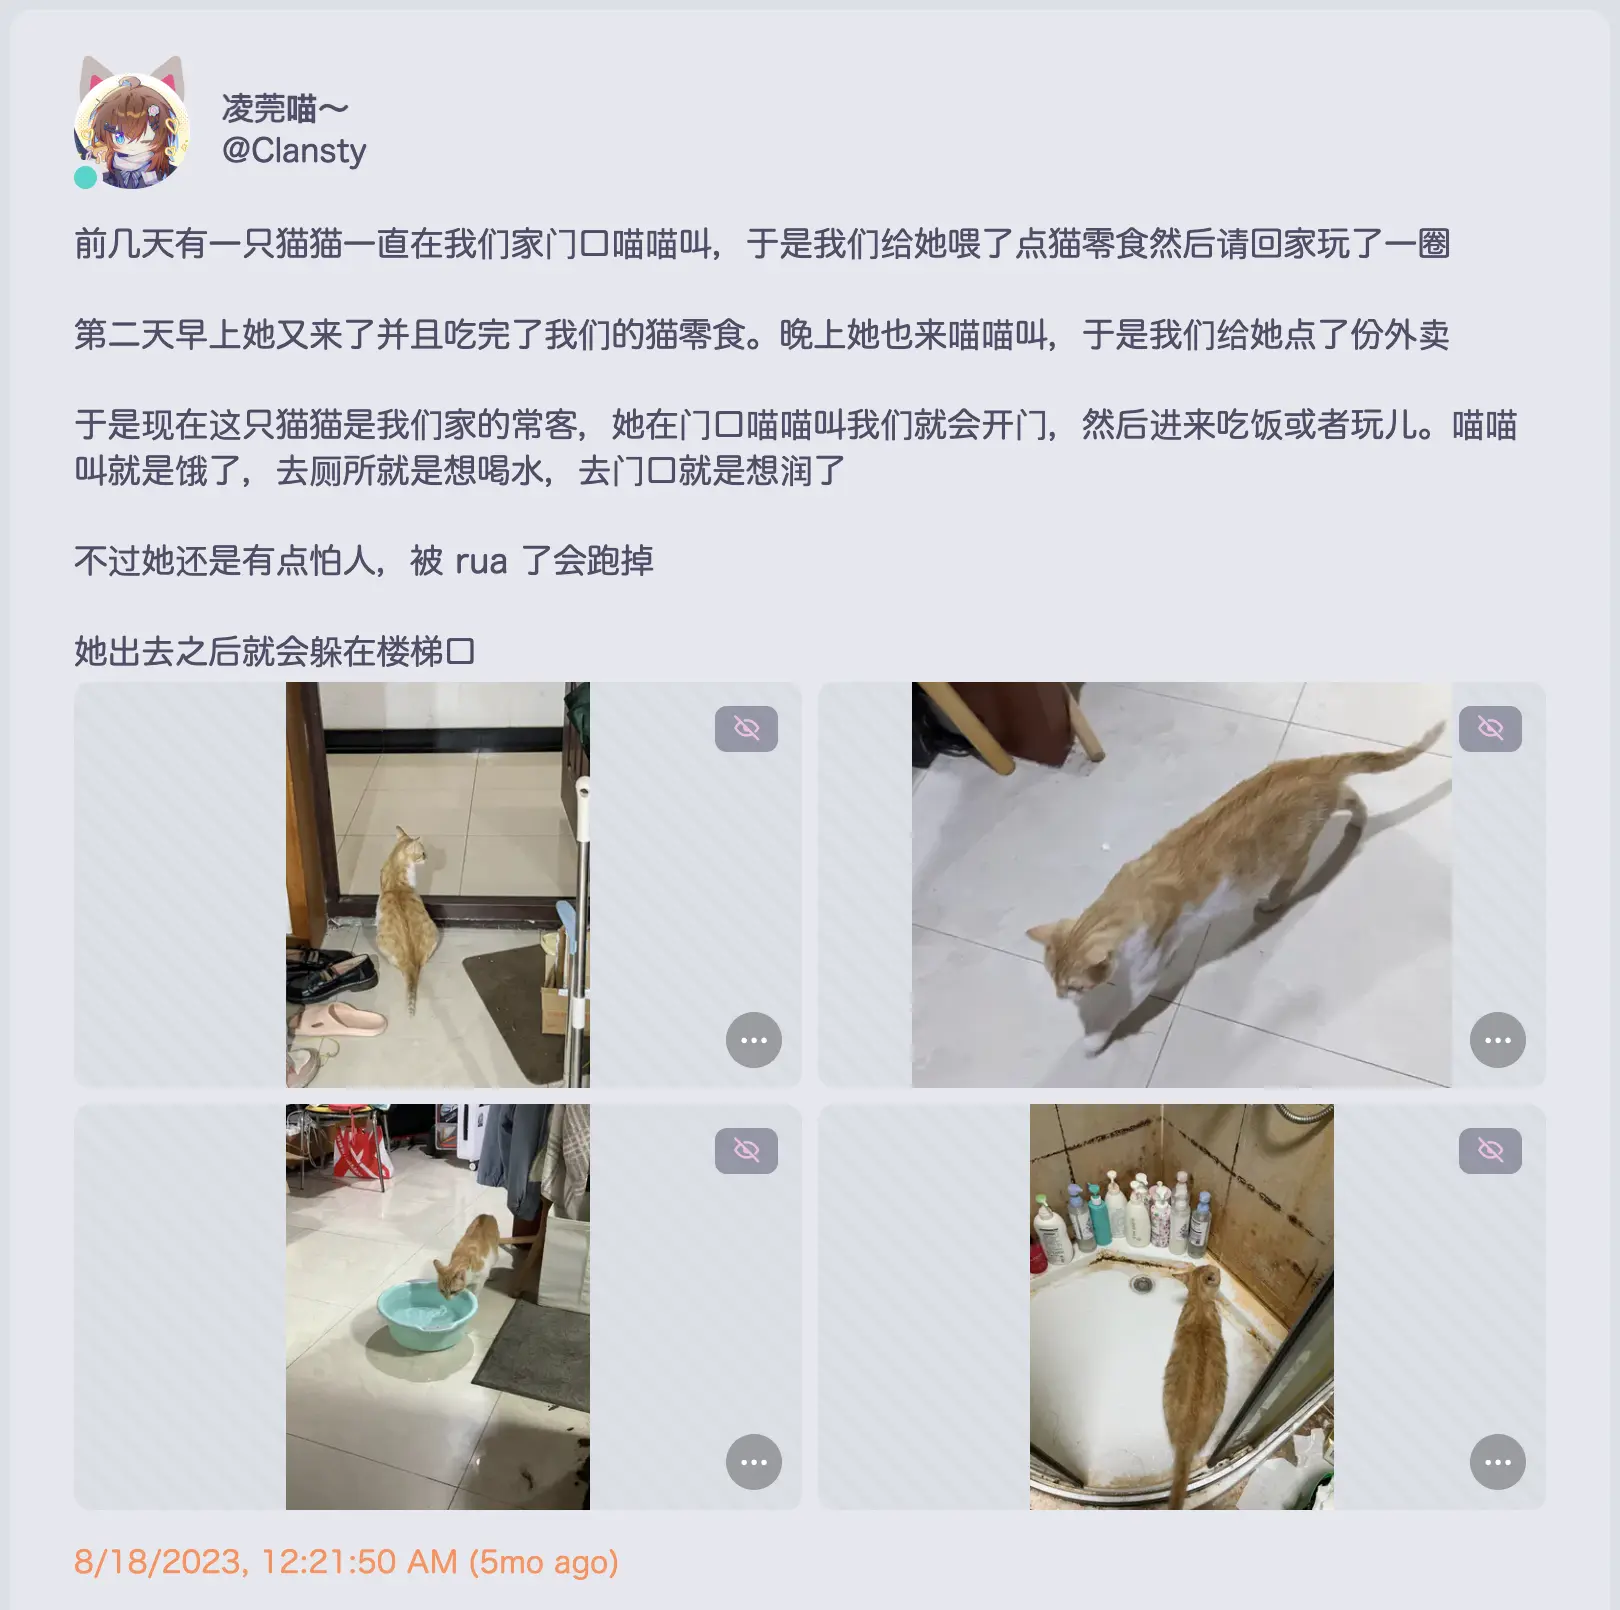 凌莞喵～
@Clansty
前几天有一只猫猫一直在我们家门口喵喵叫，于是我们给她喂了点猫零食然后请回家玩了一圈
第二天早上她又来了并且吃完了我们的猫零食。晚上她也来喵喵叫，于是我们给她点了份外卖
于是现在这只猫猫是我们家的常客，她在门口喵喵叫我们就会开门，然后进来吃饭或者玩儿。喵喵
叫就是饿了，去厕所就是想喝水，去门口就是想润了
不过她还是有点怕人，被 rua 了会跑掉
她出去之后就会躲在楼梯口
8/18/2023, 12:21:50 AM (5mo ago)